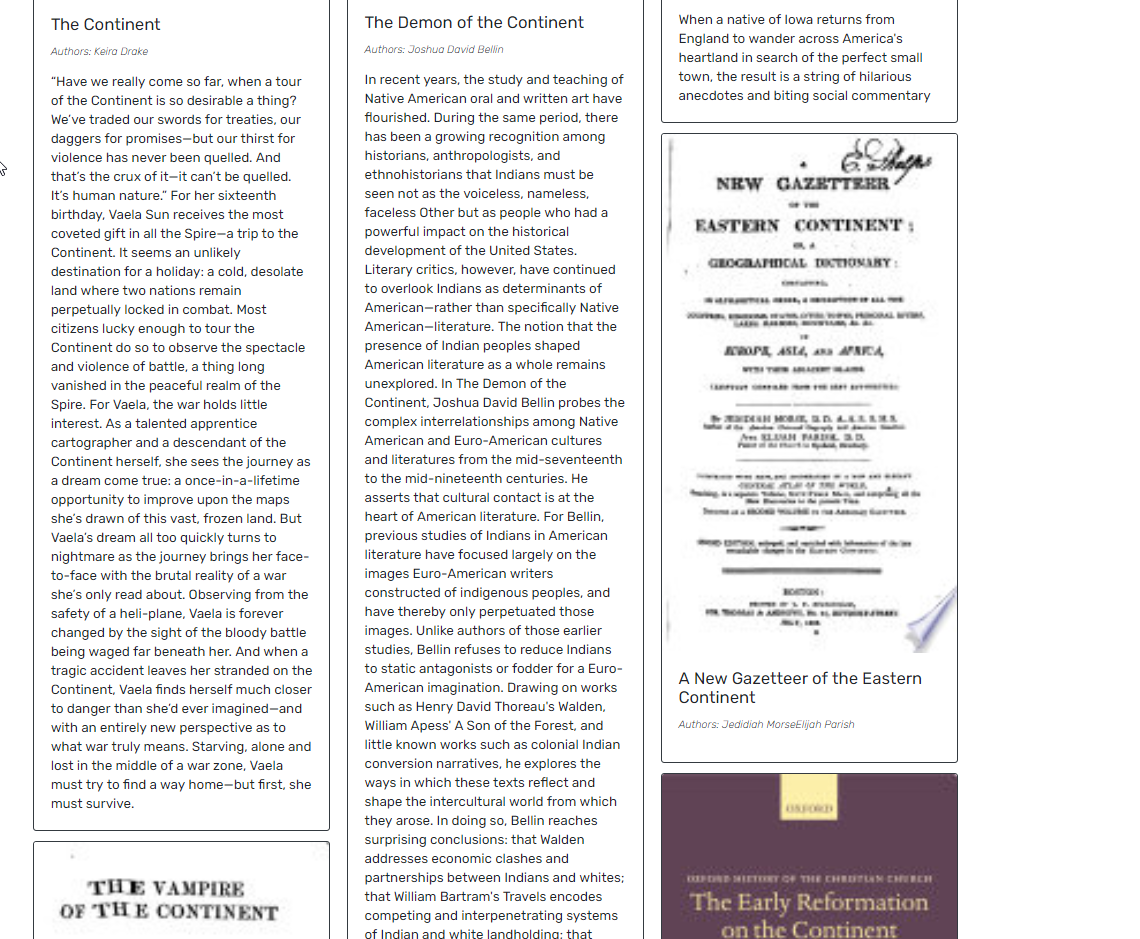 The Continent
Authors: Keira Drake
“Have we really come so far, when a tour
of the Continent is so desirable a thing?
We’ve traded our swords for treaties, our
daggers for promises—but our thirst for
violence has never been quelled. And
that’s the crux of it—it can’t be quelled.
It’s human nature.” For her sixteenth
birthday, Vaela Sun receives the most
coveted gift in all the Spire—a trip to the
Continent. It seems an unlikely
destination for a holiday: a cold, desolate
land where two nations remain
perpetually locked in combat. Most
citizens lucky enough to tour the
Continent do so to observe the spectacle
and violence of battle, a thing long
vanished in the peaceful realm of the
Spire. For Vaela, the war holds little
interest. As a talented apprentice
cartographer and a descendant of the
Continent herself, she sees the journey as
a dream come true: a once-in-a-lifetime
opportunity to improve upon the maps
she’s drawn of this vast, frozen land. But
Vaela’s dream all too quickly turns to
nightmare as the journey brings her face-
to-face with the brutal reality of a war
she’s only read about. Observing from the
safety of a heli-plane, Vaela is forever
changed by the sight of the bloody battle
being waged far beneath her. And when a
tragic accident leaves her stranded on the
Continent, Vaela finds herself much closer
to danger than she’d ever imagined—and
with an entirely new perspective as to
what war truly means. Starving, alone and
lost in the middle of a war zone, Vaela
must try to find a way home—but first, she
must survive.
THE VAMPIRE
OF THE CONTINENT
The Demon of the Continent
Authors: Joshua David Bellin
In recent years, the study and teaching of
Native American oral and written art have
flourished. During the same period, there
has been a growing recognition among
historians, anthropologists, and
ethnohistorians that Indians must be
seen not as the voiceless, nameless,
faceless Other but as people who had a
powerful impact on the historical
development of the United States.
Literary critics, however, have continued
to overlook Indians as determinants of
American—rather than specifically Native
American—literature. The notion that the
presence of Indian peoples shaped
American literature as a whole remains
unexplored. In The Demon of the
Continent, Joshua David Bellin probes the
complex interrelationships among Native
American and Euro-American cultures
and literatures from the mid-seventeenth
to the mid-nineteenth centuries. He
asserts that cultural contact is at the
heart of American literature. For Bellin,
previous studies of Indians in American
literature have focused largely on the
images Euro-American writers
constructed of indigenous peoples, and
have thereby only perpetuated those
images. Unlike authors of those earlier
studies, Bellin refuses to reduce Indians
to static antagonists or fodder for a Euro-
American imagination. Drawing on works
such as Henry David Thoreau's Walden,
William Apess' A Son of the Forest, and
little known works such as colonial Indian
conversion narratives, he explores the
ways in which these texts reflect and
shape the intercultural world from which
they arose. In doing so, Bellin reaches
surprising conclusions: that Walden
addresses economic clashes and
partnerships between Indians and whites;
that William Bartram's Travels encodes
competing and interpenetrating systems
of Indian and white landholding; that
When a native of Iowa returns from
England to wander across America's
heartland in search of the perfect small
town, the result is a string of hilarious
anecdotes and biting social commentary
NEW GAZETTEER
OF THE
EASTERN CONTINENT;
OR, A
GEOGRAPHICAL DICTIONARY:
CONTAINING,
EUROPE, ASIA, AND AFRICA,
WITH THEIR ADJACENT ISLANDS
By JEDIDIAH MORSE, D. D.
ELIJAH PARISH, D. D.
BOSTON:
A New Gazetteer of the Eastern
Continent
Authors: Jedidiah MorseElijah Parish
OXFORD
OXFORD HISTORY OF THE CHRISTIAN CHURCH
The Early Reformation
on the Continent